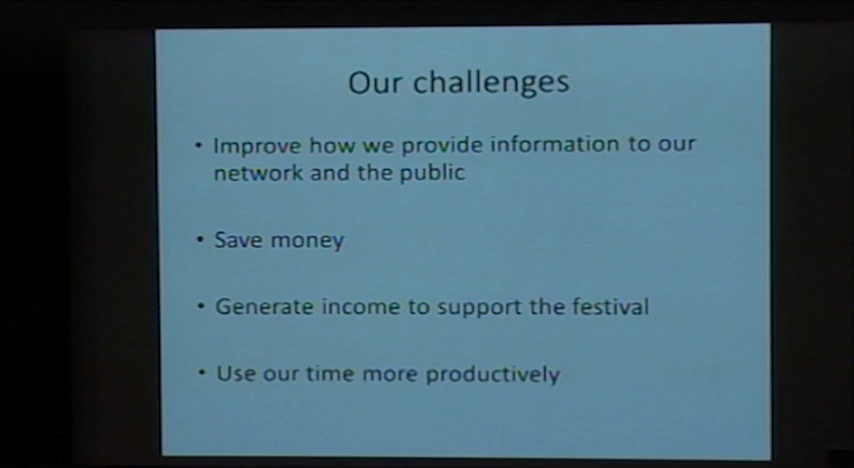 Our challenges
• Improve how we provide information to our
network and the public
• Save money
• Generate income to support the festival
• Use our time more productively